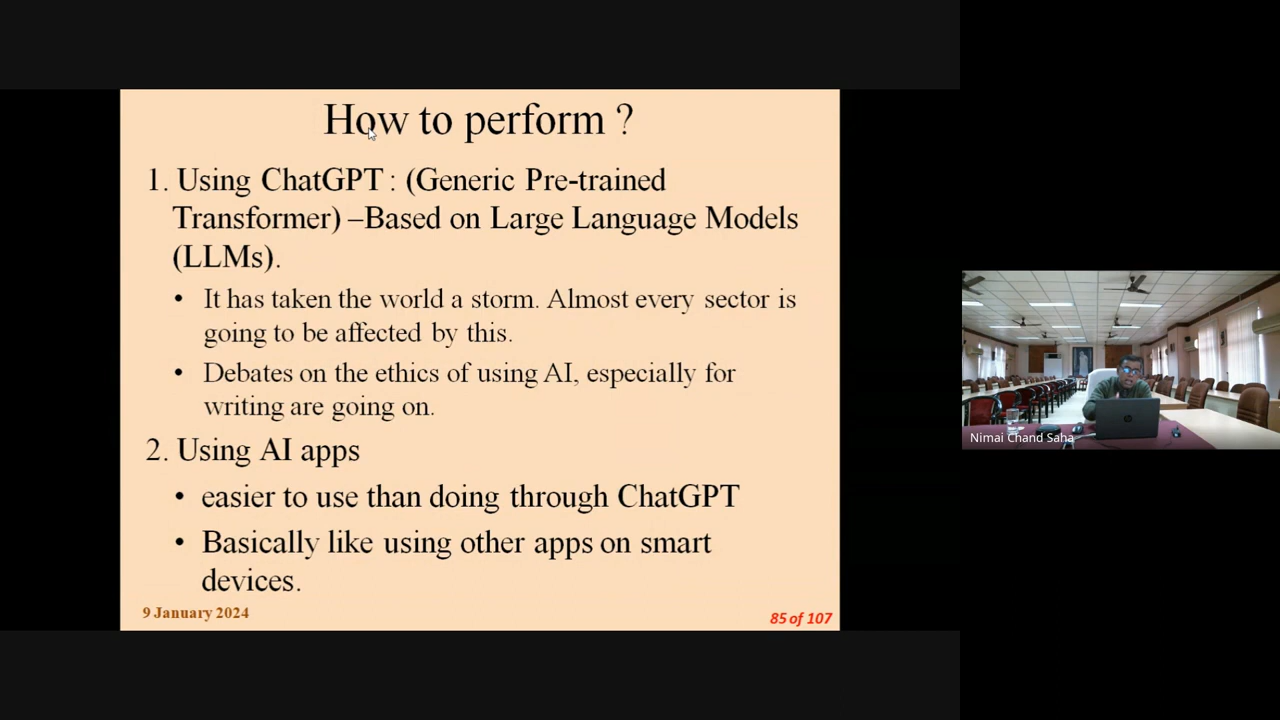 How to perform ?
1. Using ChatGPT : (Generic Pre-trained
Transformer) –Based on Large Language Models
(LLMs).
• It has taken the world a storm. Almost every sector is
going to be affected by this.
• Debates on the ethics of using AI, especially for
writing are going on.
2. Using AI apps
• easier to use than doing through ChatGPT
• Basically like using other apps on smart
devices.
9 January 2024
85 of 107
Nimai Chand Saha